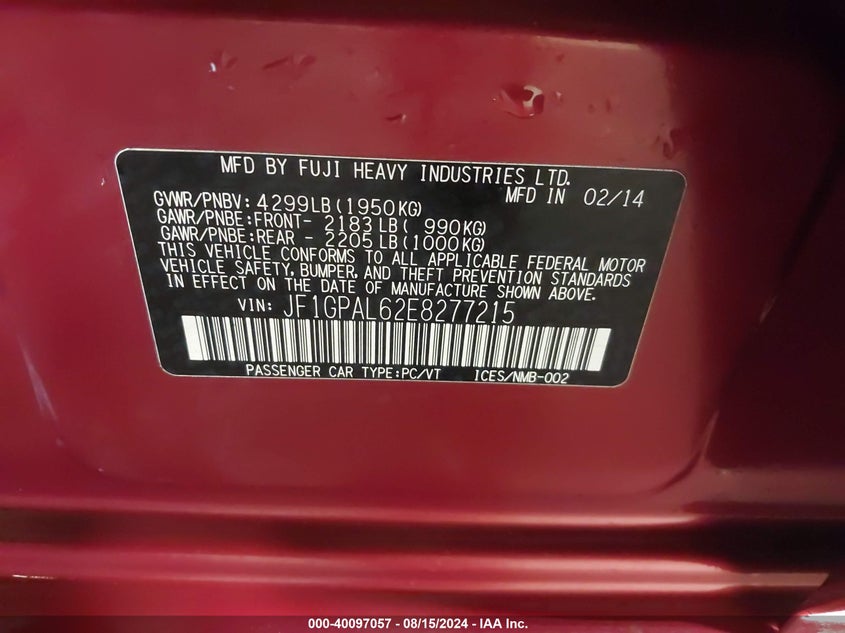 MFD BY FUJI HEAVY INDUSTRIES LTD.
MFD IN 02/14
GVWR/PNBV: 4299LB(1950KG)
GAWR/PNBE:FRONT- 2183LB( 990KG)
GAWR/PNBE:REAR - 2205LB(1000KG)
THIS VEHICLE CONFORMS TO ALL APPLICABLE FEDERAL MOTOR
VEHICLE SAFETY, BUMPER, AND THEFT PREVENTION STANDARDS
IN EFFECT ON THE DATE OF MANUFACTURE SHOWN ABOVE.
VIN: JF1GPAL62E8277215
PASSENGER CAR TYPE:PC/VT ICES/NMB-002
000-40097057 - 08/15/2024 - IAA Inc.